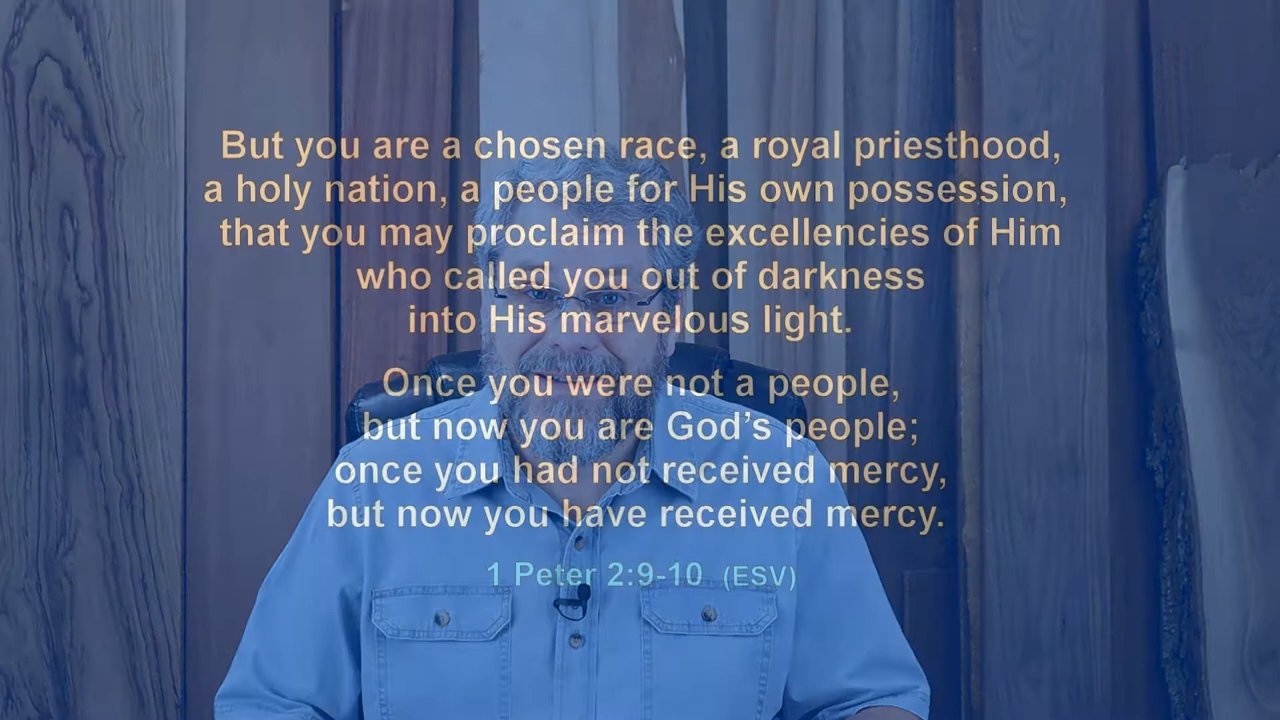 But you are a chosen race, a royal priesthood,
a holy nation, a people for His own possession,
that you may proclaim the excellencies of Him
who called you out of darkness
into His marvelous light.
Once you were not a people,
but now you are God’s people;
once you had not received mercy,
but now you have received mercy.
1 Peter 2:9-10 (ESV)